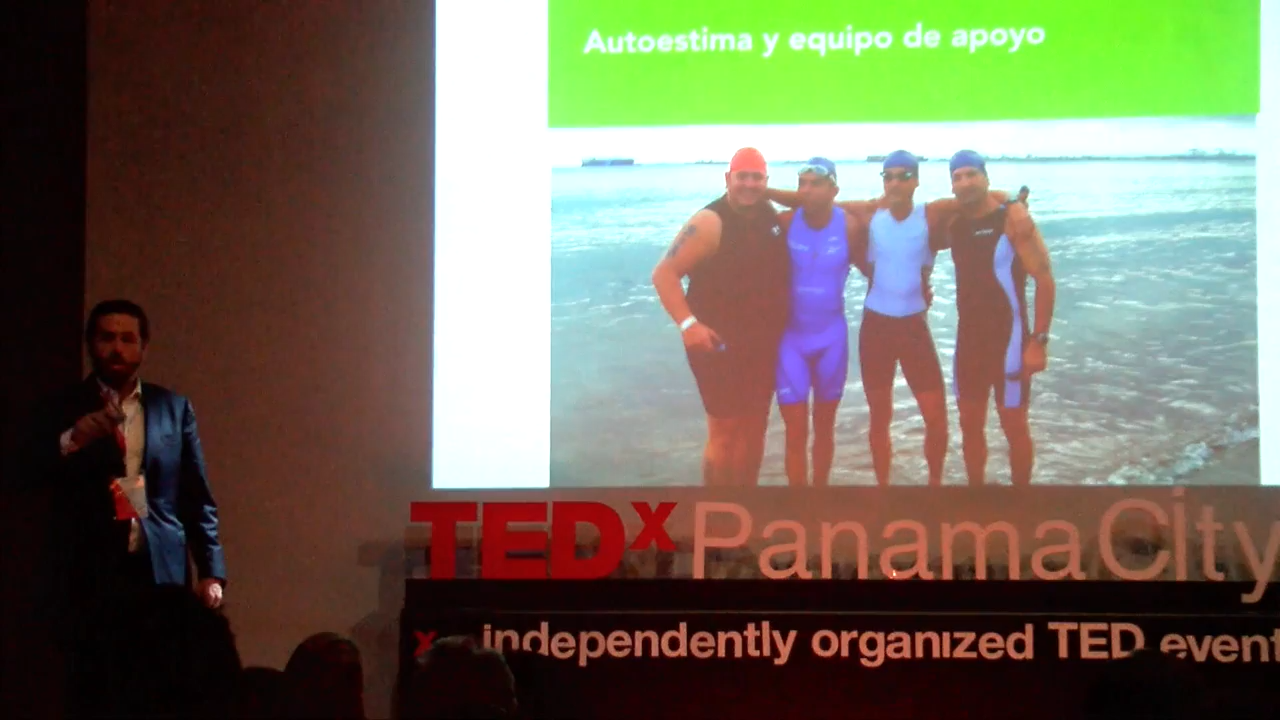 Autoestima y equipo de apoyo
TEDx PanamaCity
x independently organized TED event